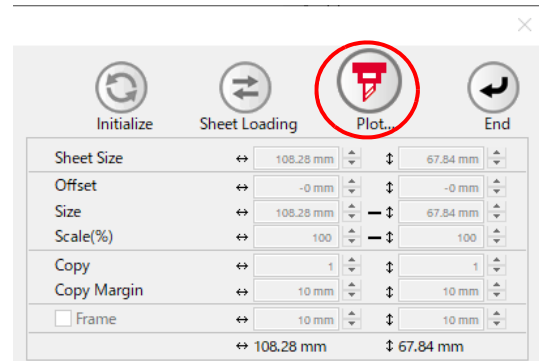 Initialize Sheet Loading Plot... End
Sheet Size 108.28 mm 67.84 mm
Offset -0 mm -0 mm
Size 108.28 mm 67.84 mm
Scale(%) 100 100
Copy 1 1
Copy Margin 10 mm 10 mm
Frame 10 mm 10 mm
108.28 mm 67.84 mm